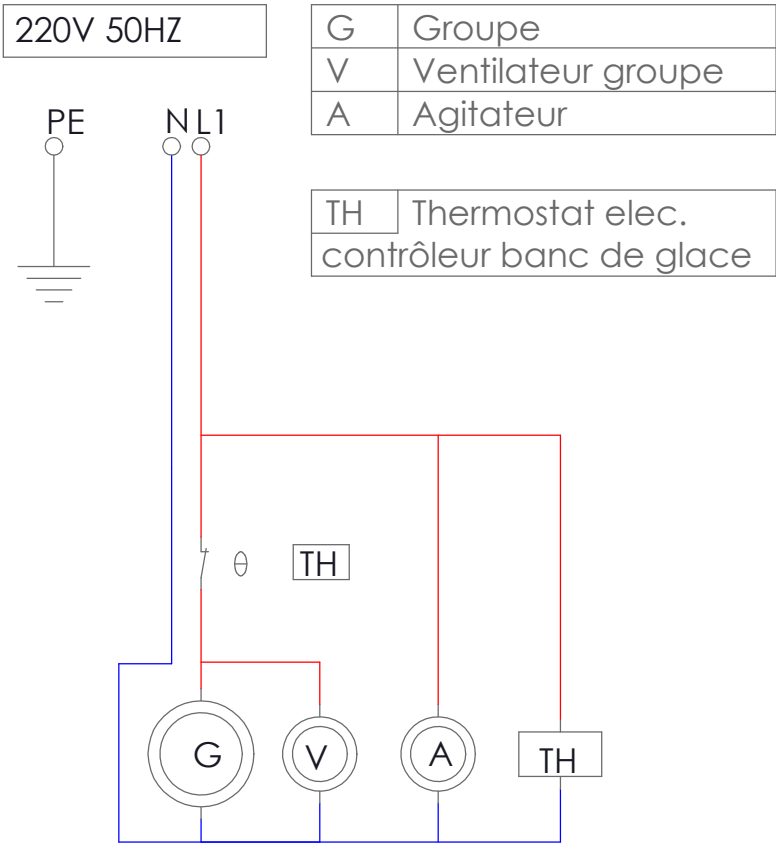 220V 50HZ
G Groupe
V Ventilateur groupe
A Agitateur
PE N L1
TH Thermostat elec.
contrôleur banc de glace
θ TH
G V A TH